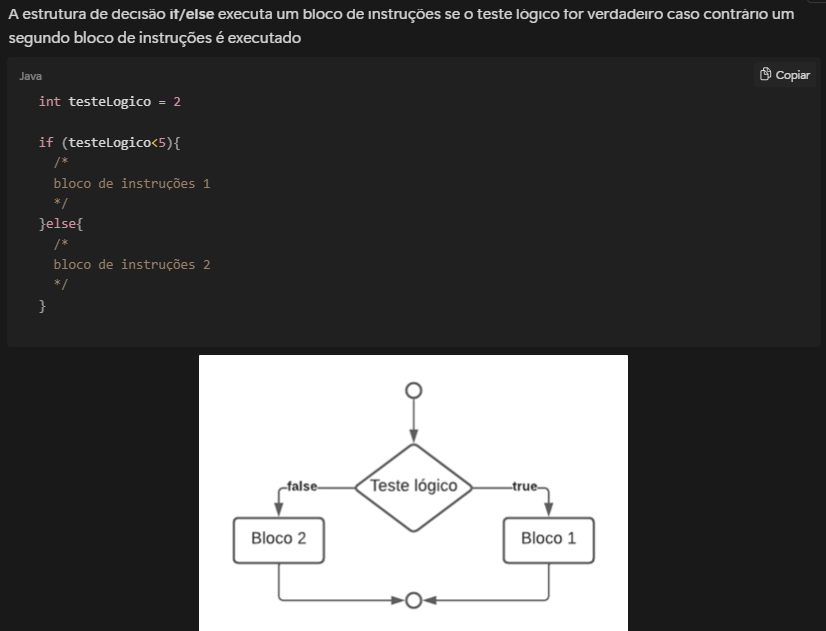 A estrutura de decisão if/else executa um bloco de instruções se o teste lógico for verdadeiro caso contrário um
segundo bloco de instruções é executado
Java
Copiar
int testeLogico = 2
if (testeLogico<5){
/*
bloco de instruções 1
*/
}else{
/*
bloco de instruções 2
*/
}
Teste lógico
false
true
Bloco 2
Bloco 1